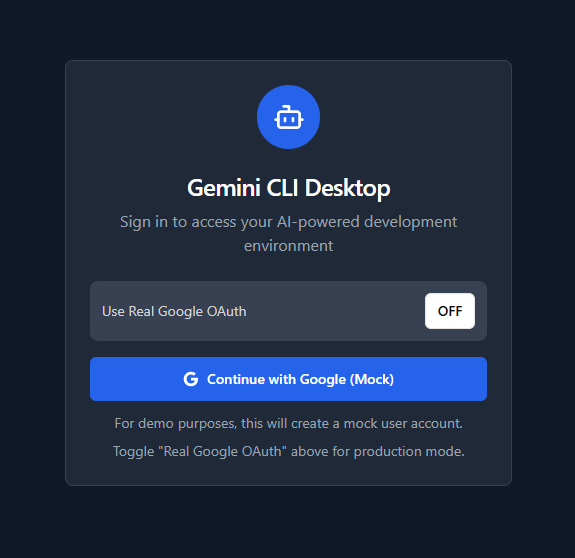 Gemini CLI Desktop
Sign in to access your AI-powered development
environment
Use Real Google OAuth
OFF
Continue with Google (Mock)
For demo purposes, this will create a mock user account.
Toggle "Real Google OAuth" above for production mode.